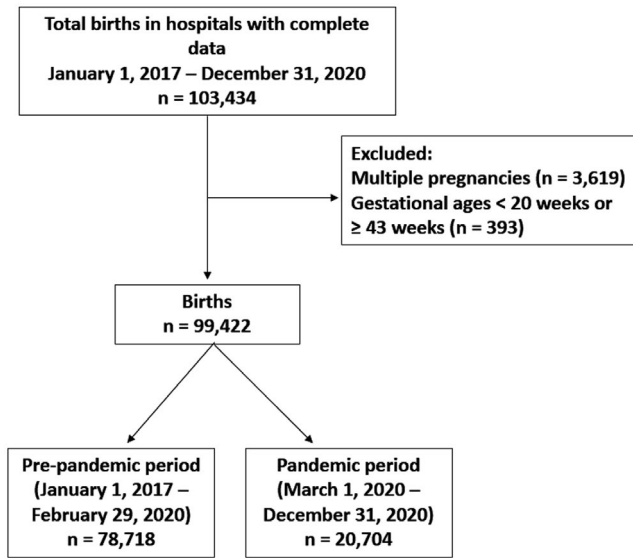 Total births in hospitals with complete
data
January 1, 2017 – December 31, 2020
n = 103,434
Excluded:
Multiple pregnancies (n = 3,619)
Gestational ages < 20 weeks or
≥ 43 weeks (n = 393)
Births
n = 99,422
Pre-pandemic period
(January 1, 2017 –
February 29, 2020)
n = 78,718
Pandemic period
(March 1, 2020 –
December 31, 2020)
n = 20,704